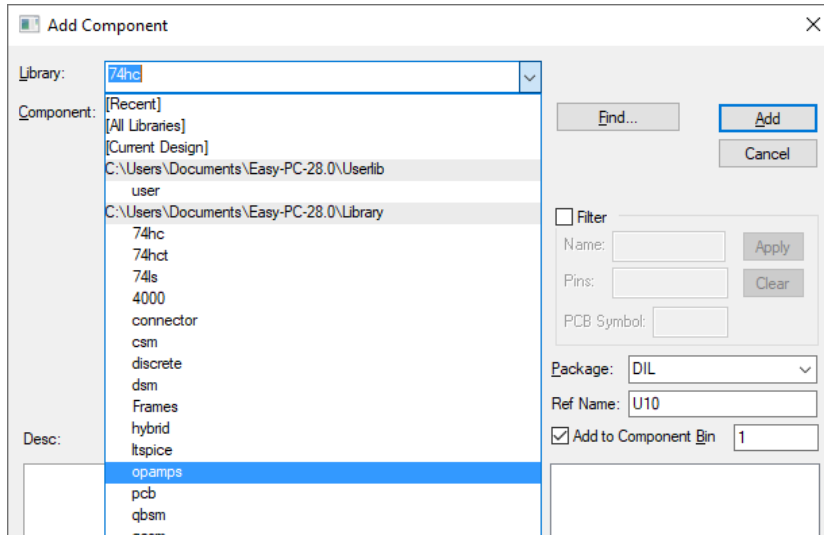 Add Component
Library: 74hc
Component:
[Recent]
[All Libraries]
[Current Design]
C:\Users\Documents\Easy-PC-28.0\Userlib
user
C:\Users\Documents\Easy-PC-28.0\Library
74hc
74hct
74ls
4000
connector
csm
discrete
dsm
Frames
hybrid
ltspice
opamps
pcb
qbsm
Desc:
Find...
Add
Cancel
Filter
Name:
Apply
Pins:
Clear
PCB Symbol:
Package: DIL
Ref Name: U10
Add to Component Bin 1